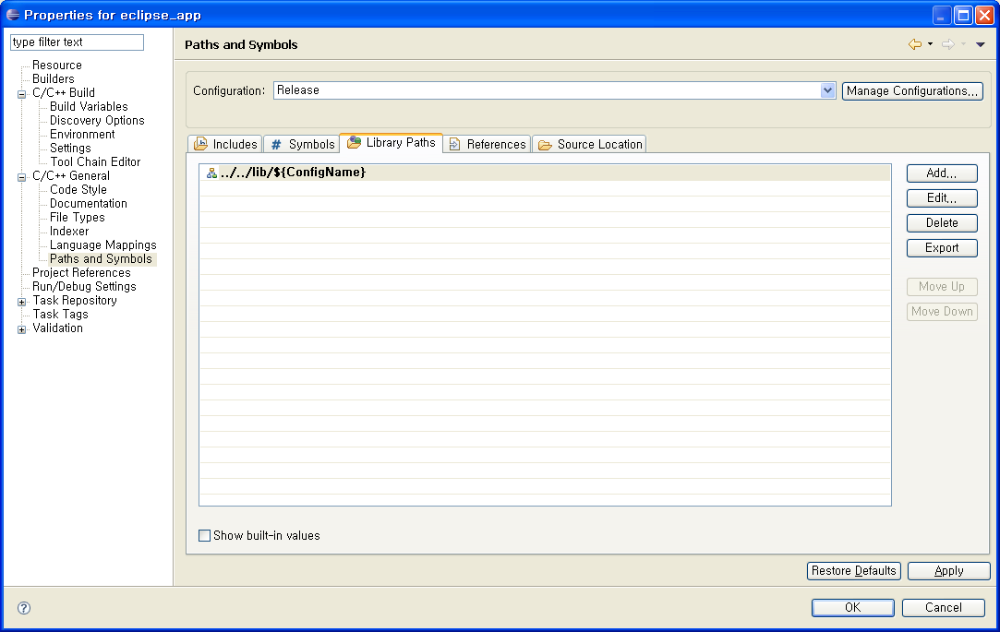 Properties for eclipse_app
type filter text
Resource
Builders
C/C++ Build
Build Variables
Discovery Options
Environment
Settings
Tool Chain Editor
C/C++ General
Code Style
Documentation
File Types
Indexer
Language Mappings
Paths and Symbols
Project References
Run/Debug Settings
Task Repository
Task Tags
Validation
Paths and Symbols
Configuration: Release Manage Configurations...
Includes # Symbols Library Paths References Source Location
../../lib/${ConfigName}
Add...
Edit...
Delete
Export
Move Up
Move Down
Show built-in values
Restore Defaults Apply
? OK Cancel